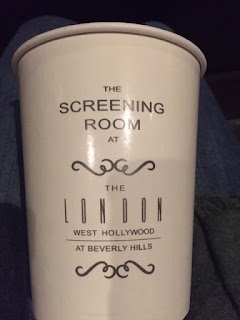 THE
SCREENING
ROOM
AT
THE
LONDON
WEST HOLLYWOOD
AT BEVERLY HILLS